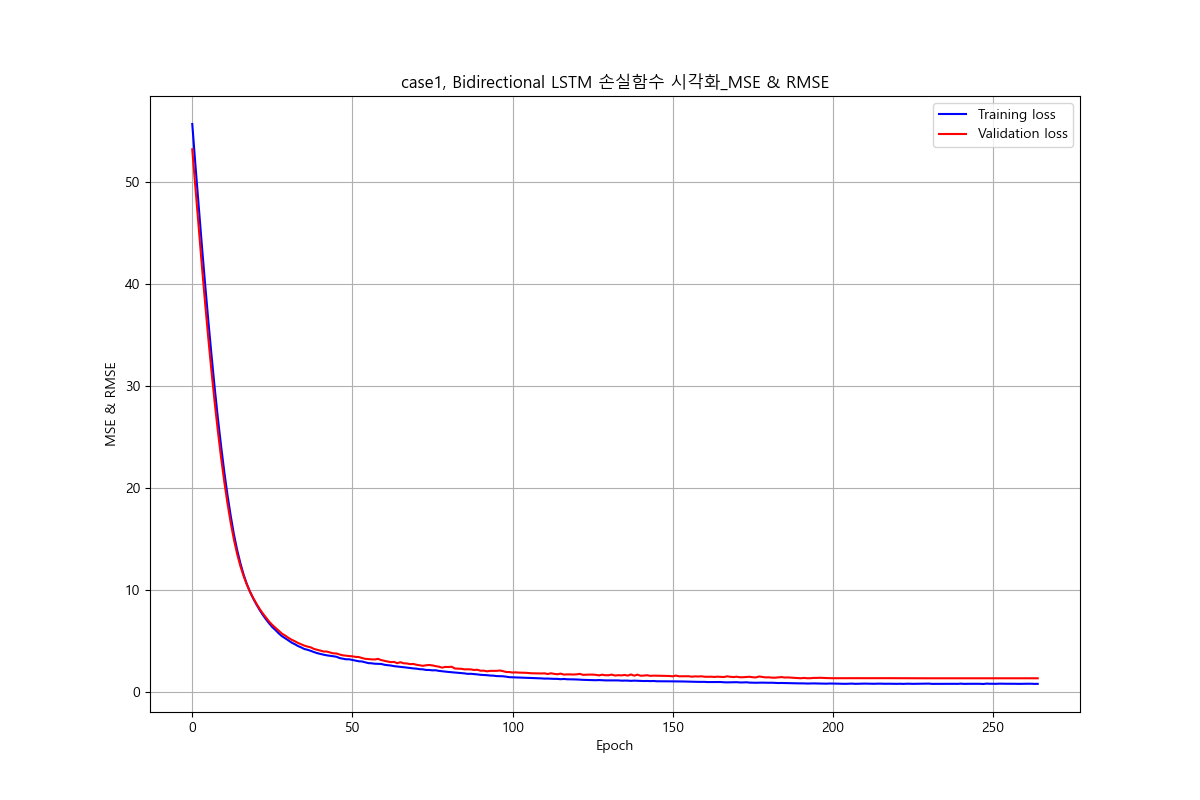 case1, Bidirectional LSTM 손실함수 시각화_MSE & RMSE
Training loss
Validation loss
MSE & RMSE
50
40
30
20
10
0
0
50
100
150
200
250
Epoch